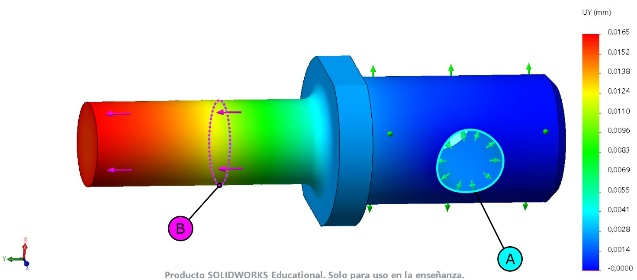 UY (mm)
0,0165
0,0152
0,0138
0,0124
0,0110
0,0096
0,0083
0,0069
0,0055
0,0041
0,0027
0,0014
-0,0000
B
A
X
Y
Producto SOLIDWORKS Educational. Solo para uso en la enseñanza.